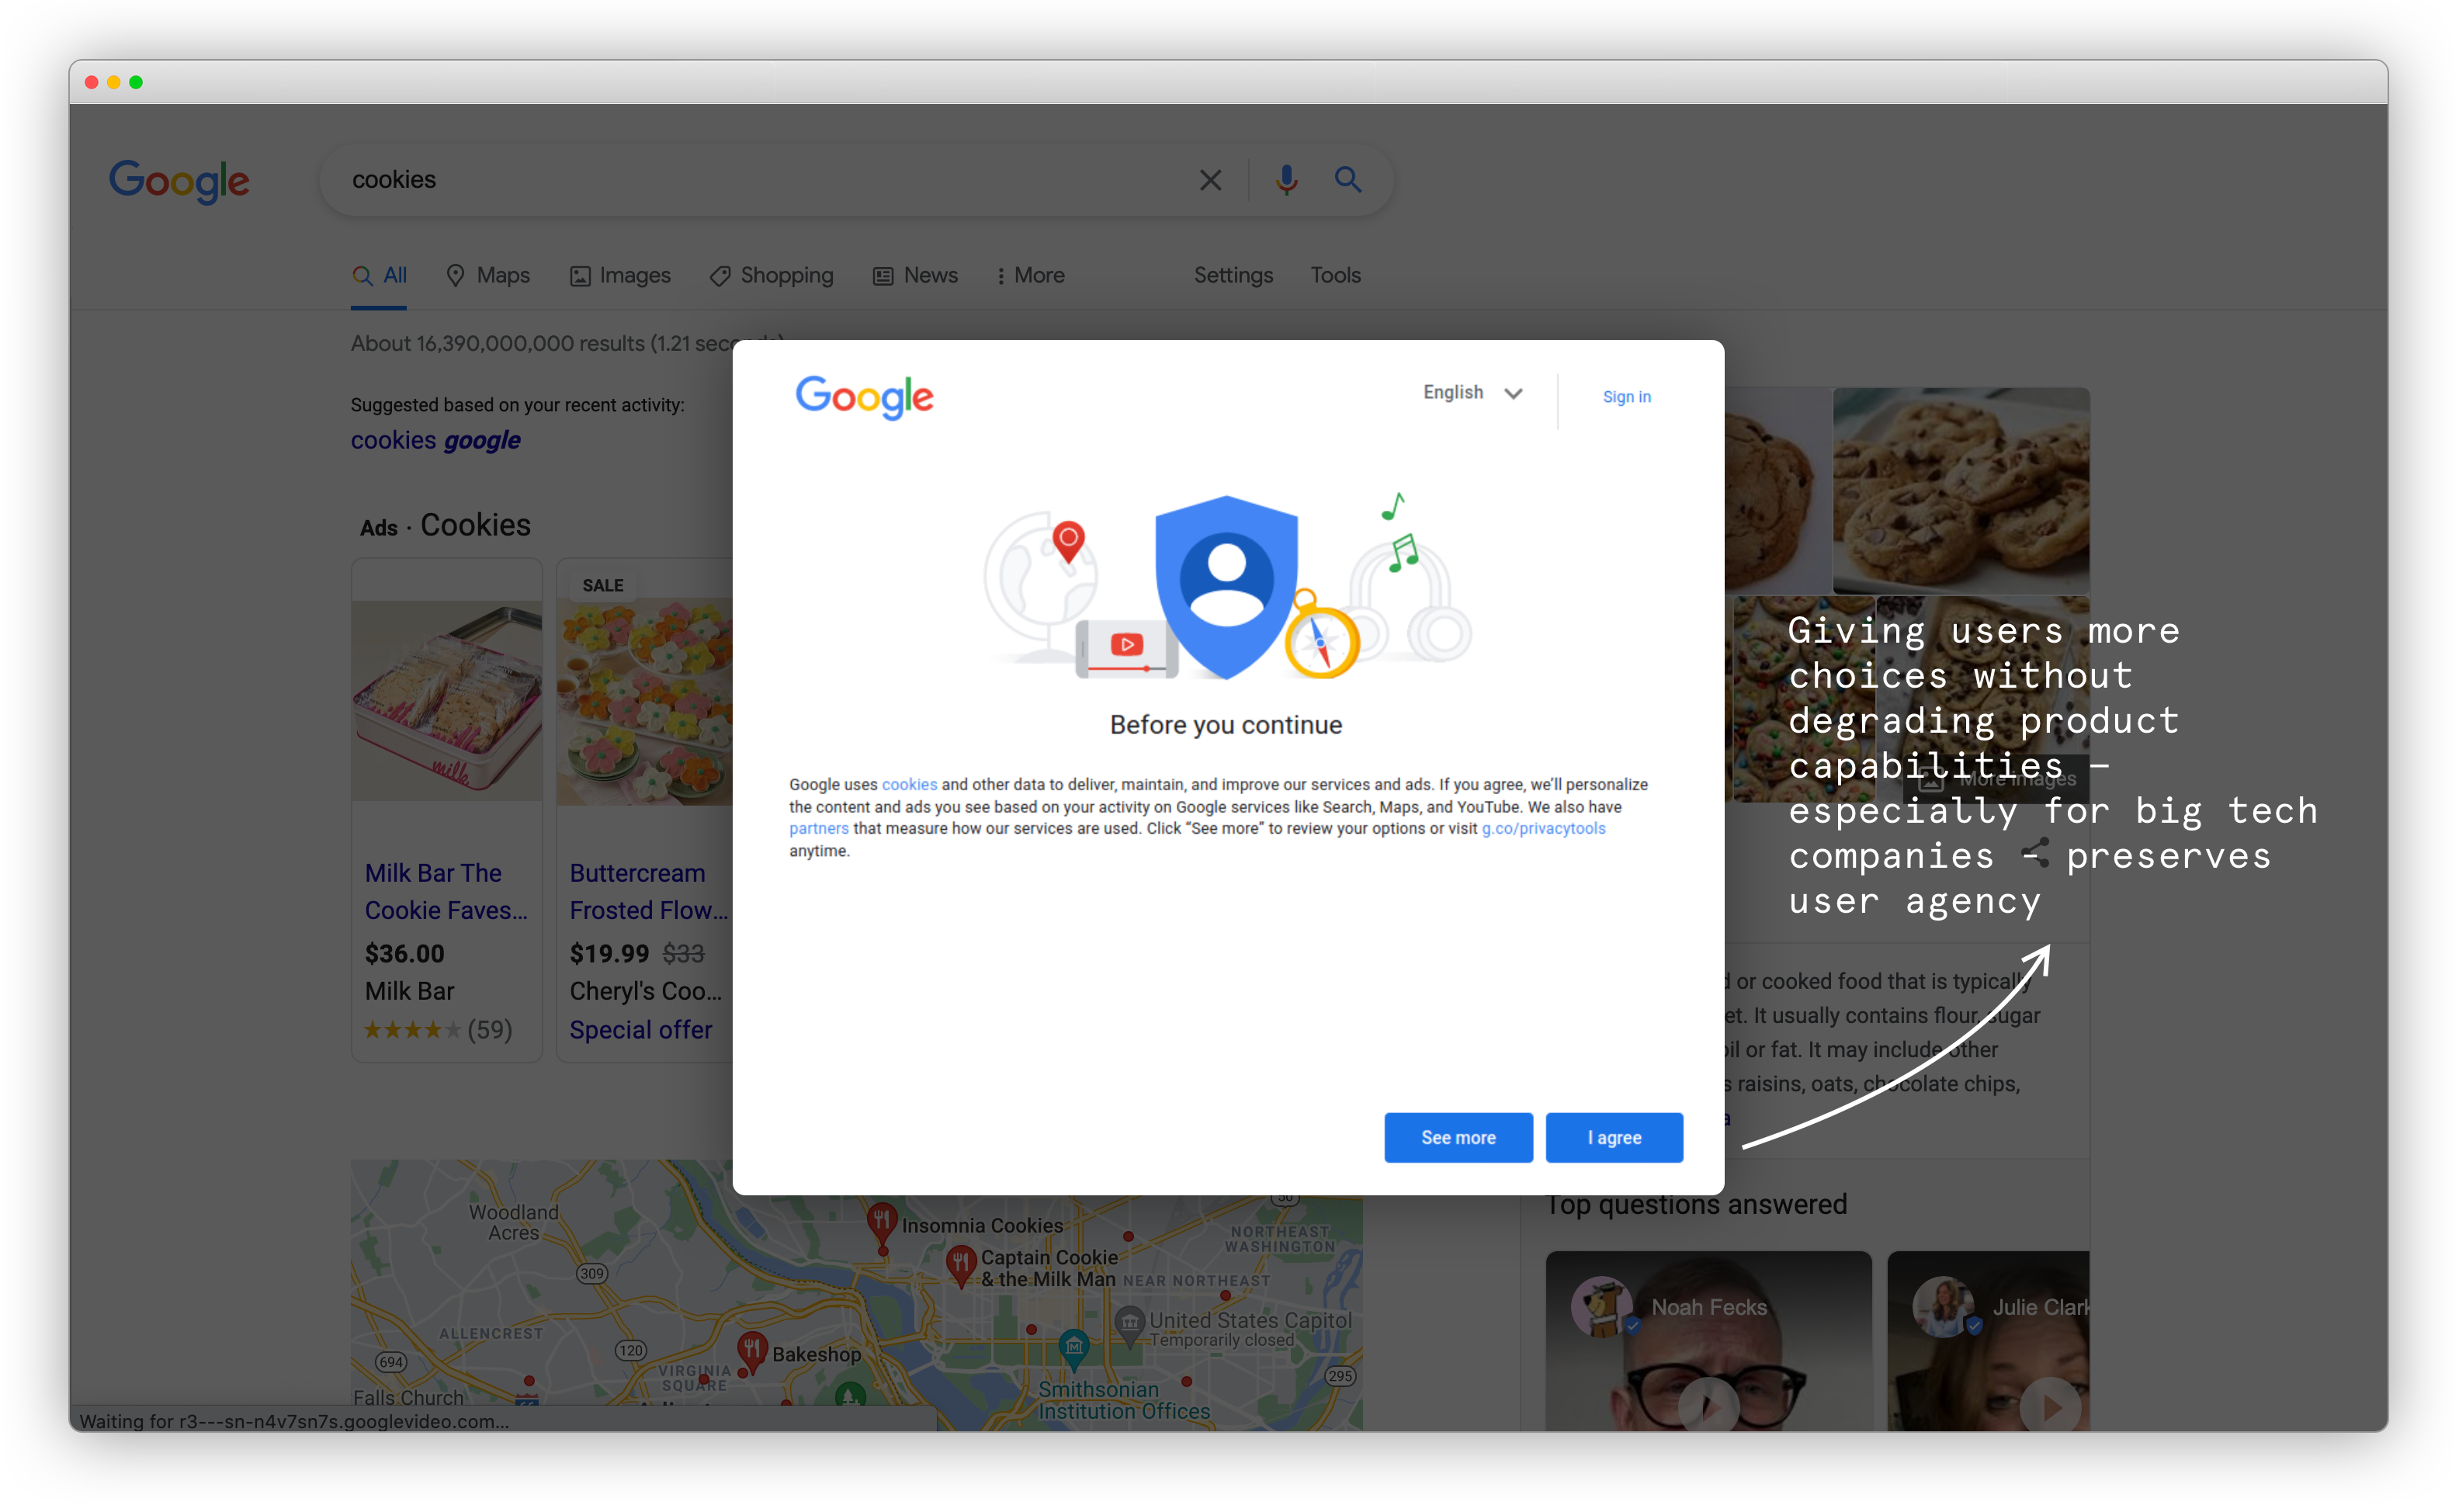 Google
cookies
All
Maps
Images
Shopping
News
More
Settings
Tools
About 16,390,000,000 results (1.21
Suggested based on your recent activity:
cookies google
Ads · Cookies
SALE
milk
Milk Bar The
Cookie Faves...
$36.00
Milk Bar
(59)
Buttercream
Frosted Flow...
$19.99 $33
Cheryl's Coo...
Special offer
Google
English
Sign in
Before you continue
Google uses cookies and other data to deliver, maintain, and improve our services and ads. If you agree, we'll personalize
the content and ads you see based on your activity on Google services like Search, Maps, and YouTube. We also have
partners that measure how our services are used. Click “See more” to review your options or visit g.co/privacytools
anytime.
See more
I agree
More images
Giving users more
choices without
degrading product
capabilities —
especially for big tech
companies - preserves
user agency
or cooked food that is typically
It usually contains flour, sugar
or fat. It may include other
raisins, oats, chocolate chips,
Top questions answered
Noah Fecks
Julie Clark
Woodland
Acres
309
Insomnia Cookies
Captain Cookie
& the Milk Man
NORTHEAST
WASHINGTON
NEAR NORTHEAST
50
ALLENCREST
120
694
VIRGINIA
SQUARE
Bakeshop
United States Capitol
Temporarily closed
295
Falls Church
Smithsonian
Institution Offices
Waiting for r3---sn-n4v7sn7s.googlevideo.com...